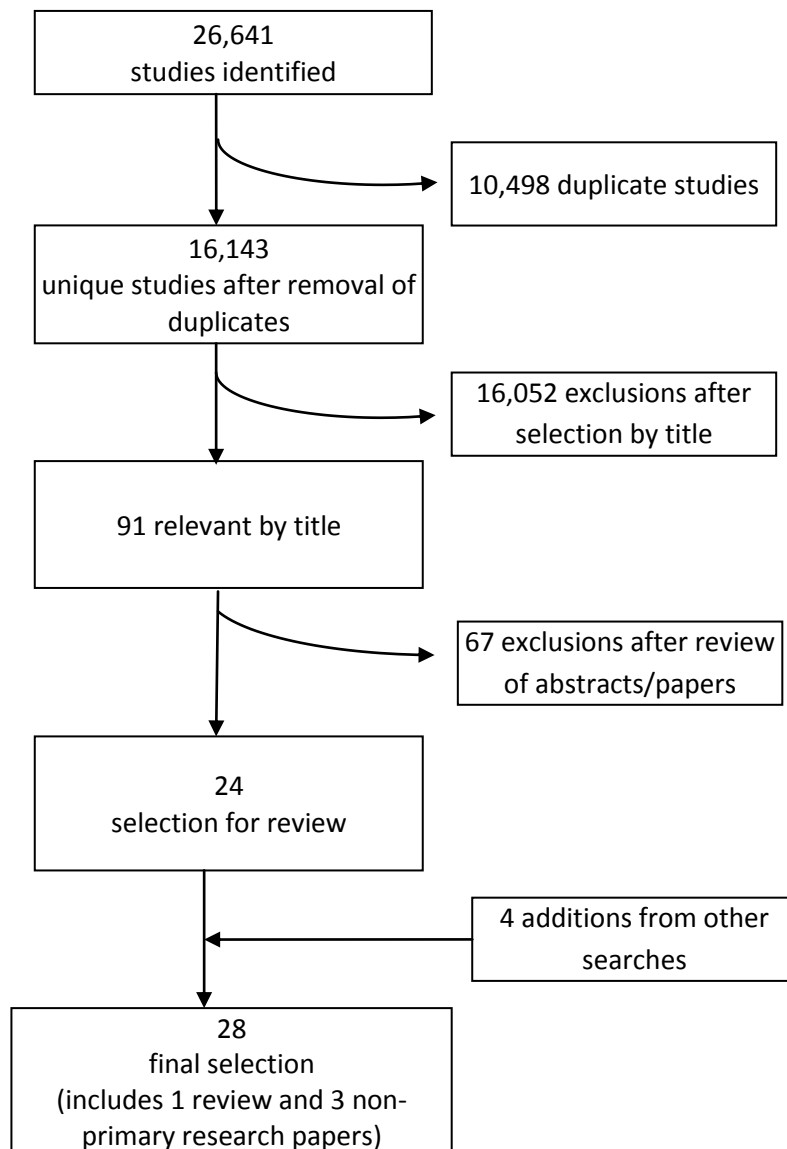 26,641
studies identified
10,498 duplicate studies
16,143
unique studies after removal of
duplicates
16,052 exclusions after
selection by title
91 relevant by title
67 exclusions after review
of abstracts/papers
24
selection for review
4 additions from other
searches
28
final selection
(includes 1 review and 3 non-
primary research papers)